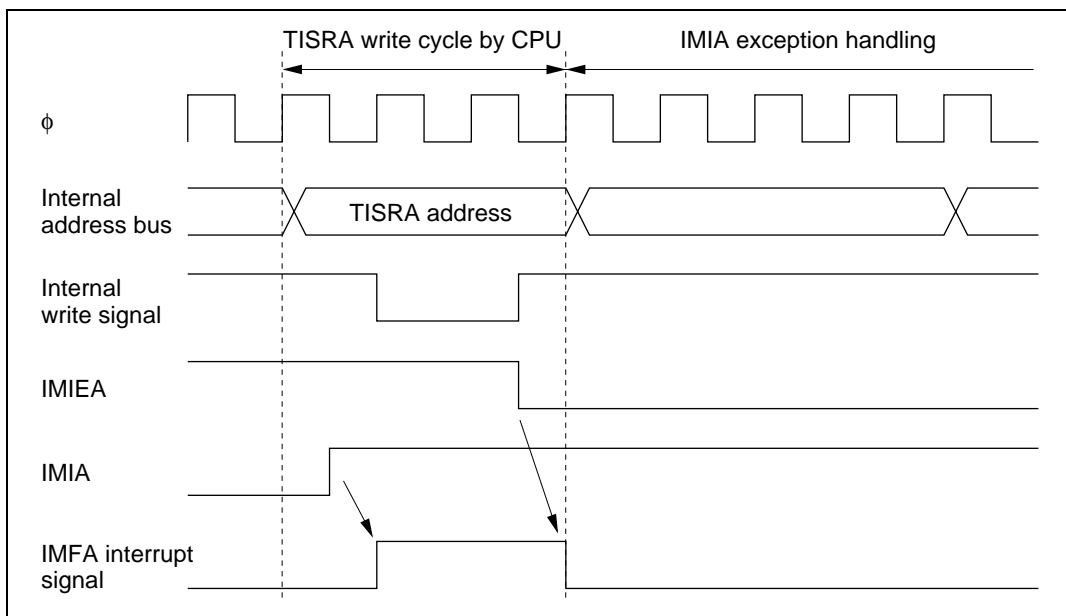 TISRA write cycle by CPU
IMIA exception handling
φ
Internal
address bus
TISRA address
Internal
write signal
IMIEA
IMIA
IMFA interrupt
signal